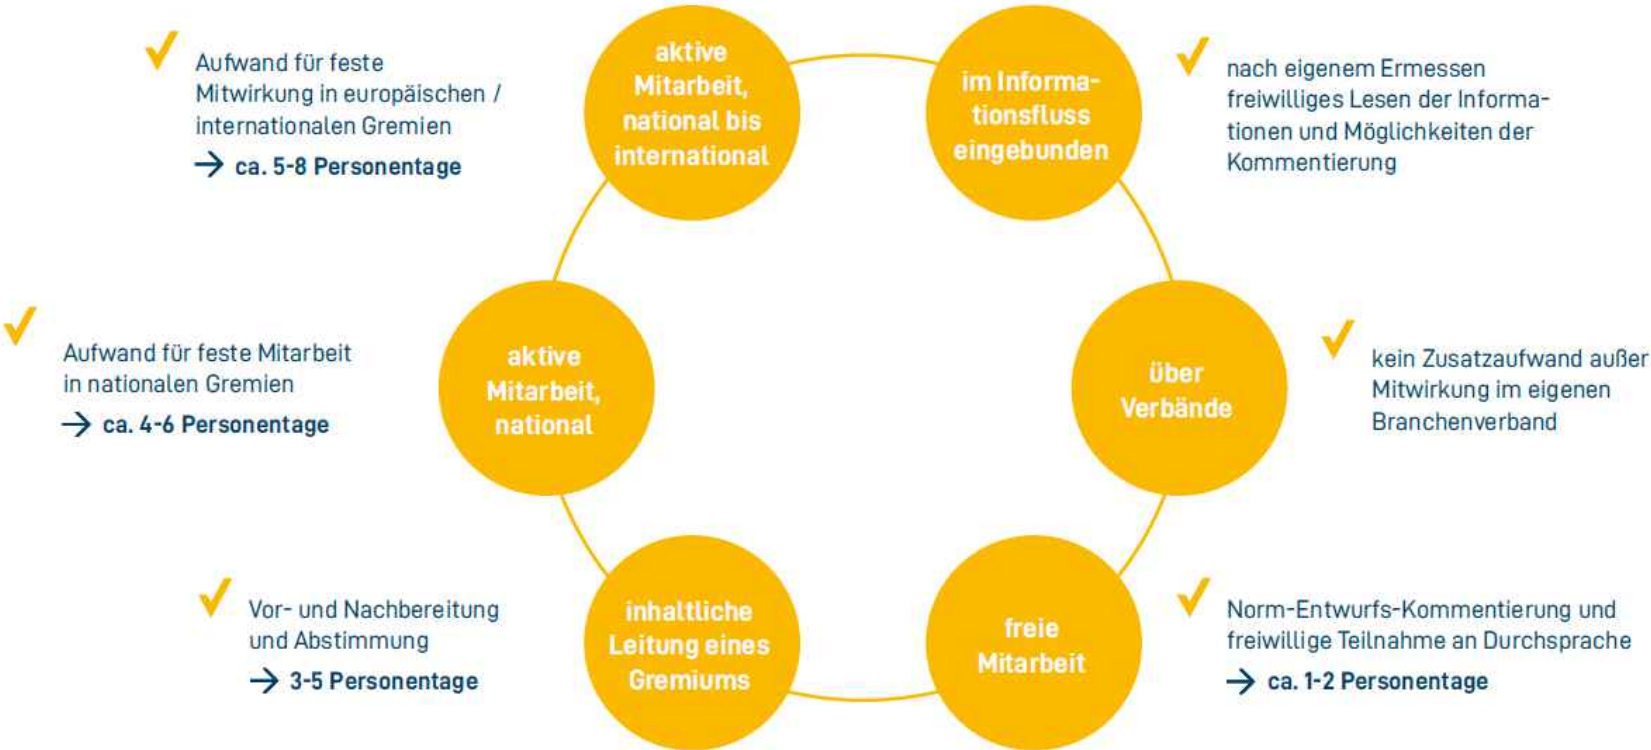 aktive
Mitarbeit,
national bis
international
Aufwand für feste
Mitwirkung in europäischen /
internationalen Gremien
→ ca. 5-8 Personentage
im Informa-
tionsfluss
eingebunden
nach eigenem Ermessen
freiwilliges Lesen der Informa-
tionen und Möglichkeiten der
Kommentierung
aktive
Mitarbeit,
national
Aufwand für feste Mitarbeit
in nationalen Gremien
→ ca. 4-6 Personentage
über
Verbände
kein Zusatzaufwand außer
Mitwirkung im eigenen
Branchenverband
inhaltliche
Leitung eines
Gremiums
Vor- und Nachbereitung
und Abstimmung
→ 3-5 Personentage
freie
Mitarbeit
Norm-Entwurfs-Kommentierung und
freiwillige Teilnahme an Durchsprache
→ ca. 1-2 Personentage